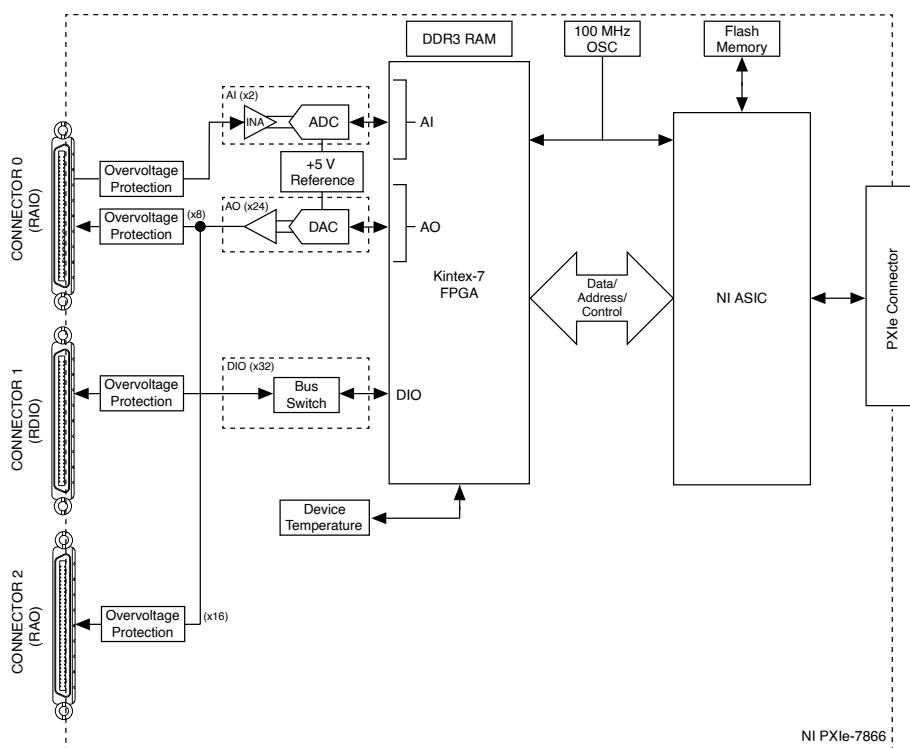 DDR3 RAM
100 MHz
OSC
Flash
Memory
AI (x2)
INA
ADC
AI
+5 V
Reference
Overvoltage
Protection
CONNECTOR 0
(RAIO)
Overvoltage
Protection
(x8)
AO (x24)
DAC
AO
Kintex-7
FPGA
Data/
Address/
Control
NI ASIC
PXIe Connector
CONNECTOR 1
(RDIO)
Overvoltage
Protection
DIO (x32)
Bus
Switch
DIO
Device
Temperature
CONNECTOR 2
(RAO)
Overvoltage
Protection
(x16)
NI PXIe-7866